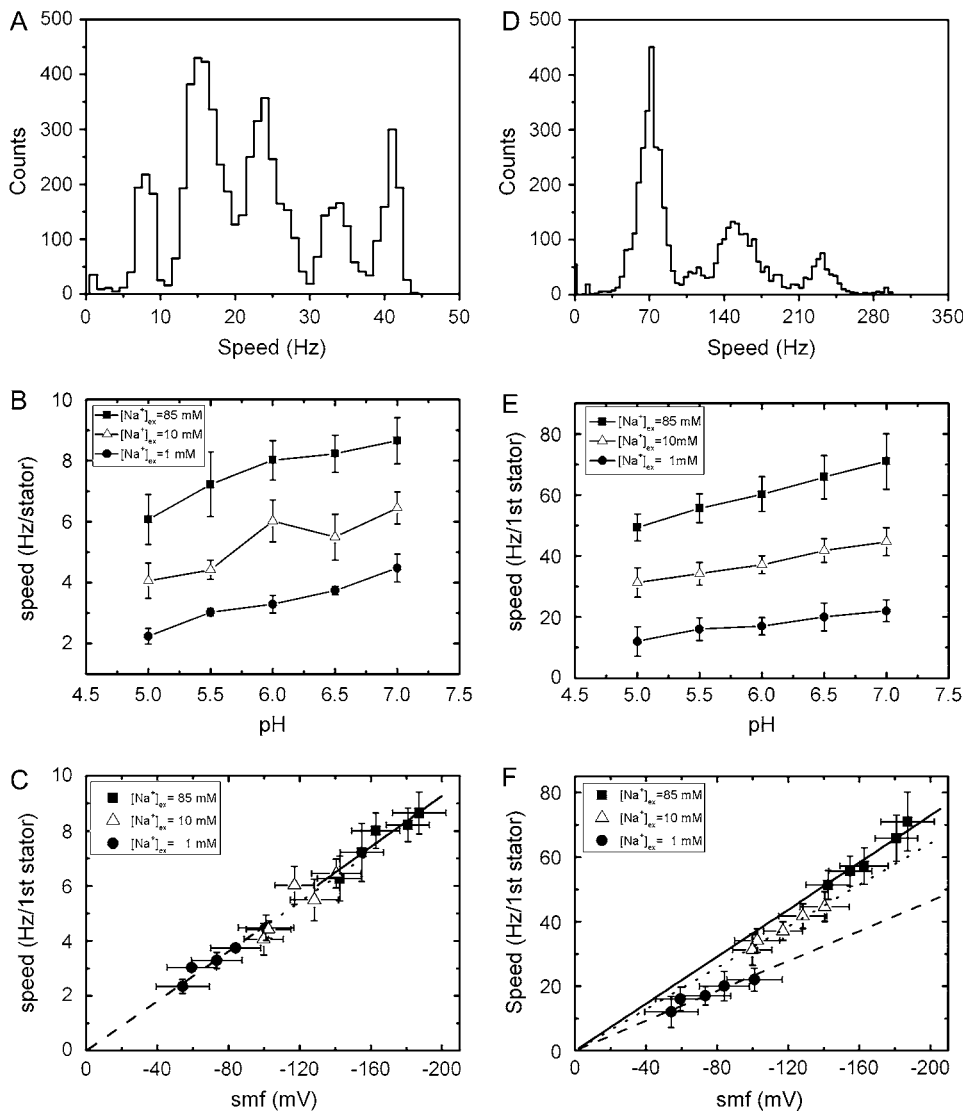 A
500
400
300
200
100
0
Counts
0 10 20 30 40 50
Speed (Hz)
D
500
400
300
200
100
0
Counts
0 70 140 210 280 350
Speed (Hz)
B
10
8
6
4
2
speed (Hz/stator)
[Na⁺]ex=85 mM
[Na⁺]ex=10 mM
[Na⁺]ex=1 mM
4.5 5.0 5.5 6.0 6.5 7.0 7.5
pH
E
80
60
40
20
0
speed (Hz/1st stator)
[Na⁺]ex=85 mM
[Na⁺]ex=10mM
[Na⁺]ex= 1mM
4.5 5.0 5.5 6.0 6.5 7.0 7.5
pH
C
10
8
6
4
2
0
speed (Hz/1st stator)
[Na⁺]ex= 85 mM
[Na⁺]ex= 10 mM
[Na⁺]ex= 1 mM
0 -40 -80 -120 -160 -200
smf (mV)
F
80
60
40
20
0
Speed (Hz/1st stator)
[Na⁺]ex=85 mM
[Na⁺]ex=10 mM
[Na⁺]ex= 1 mM
0 -40 -80 -120 -160 -200
smf (mV)